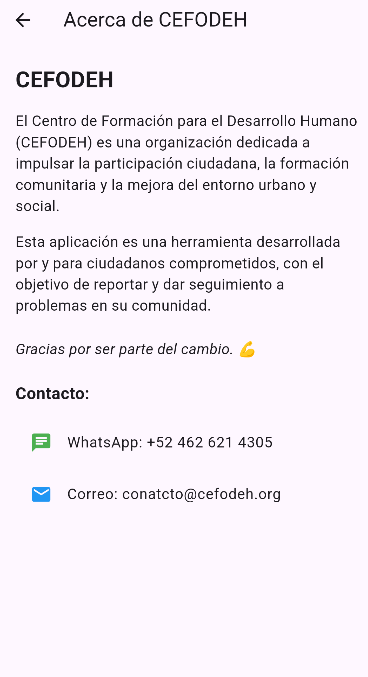 Acerca de CEFODEH
CEFODEH
El Centro de Formación para el Desarrollo Humano
(CEFODEH) es una organización dedicada a
impulsar la participación ciudadana, la formación
comunitaria y la mejora del entorno urbano y
social.
Esta aplicación es una herramienta desarrollada
por y para ciudadanos comprometidos, con el
objetivo de reportar y dar seguimiento a
problemas en su comunidad.
Gracias por ser parte del cambio. 💪
Contacto:
WhatsApp: +52 462 621 4305
Correo: conatcto@cefodeh.org